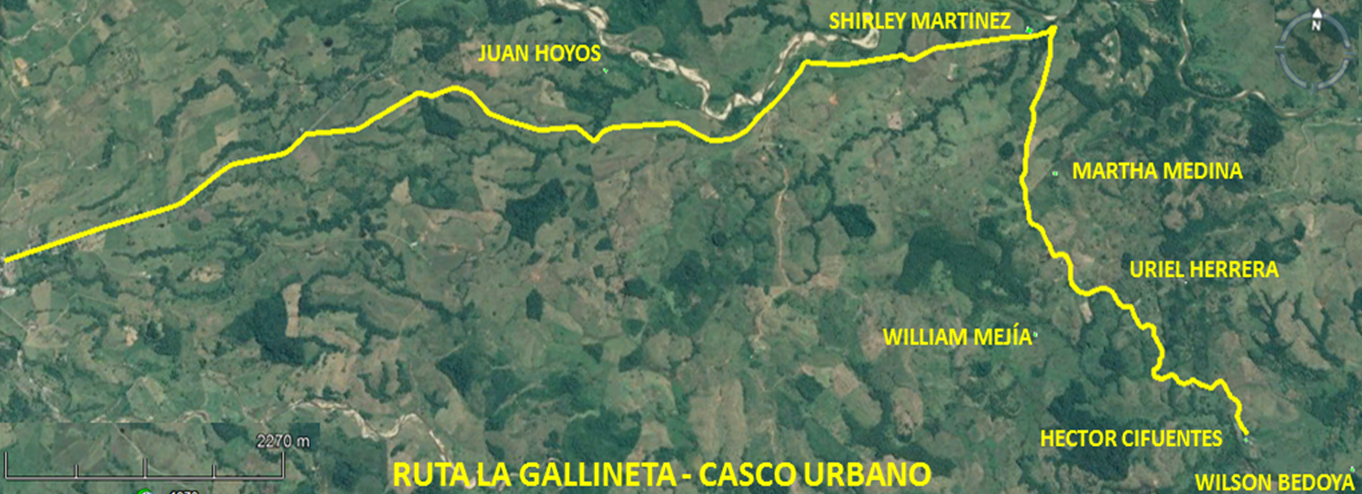 SHIRLEY MARTINEZ
N
JUAN HOYOS
MARTHA MEDINA
URIEL HERRERA
WILLIAM MEJÍA
HECTOR CIFUENTES
2270 m
RUTA LA GALLINETA - CASCO URBANO
WILSON BEDOYA